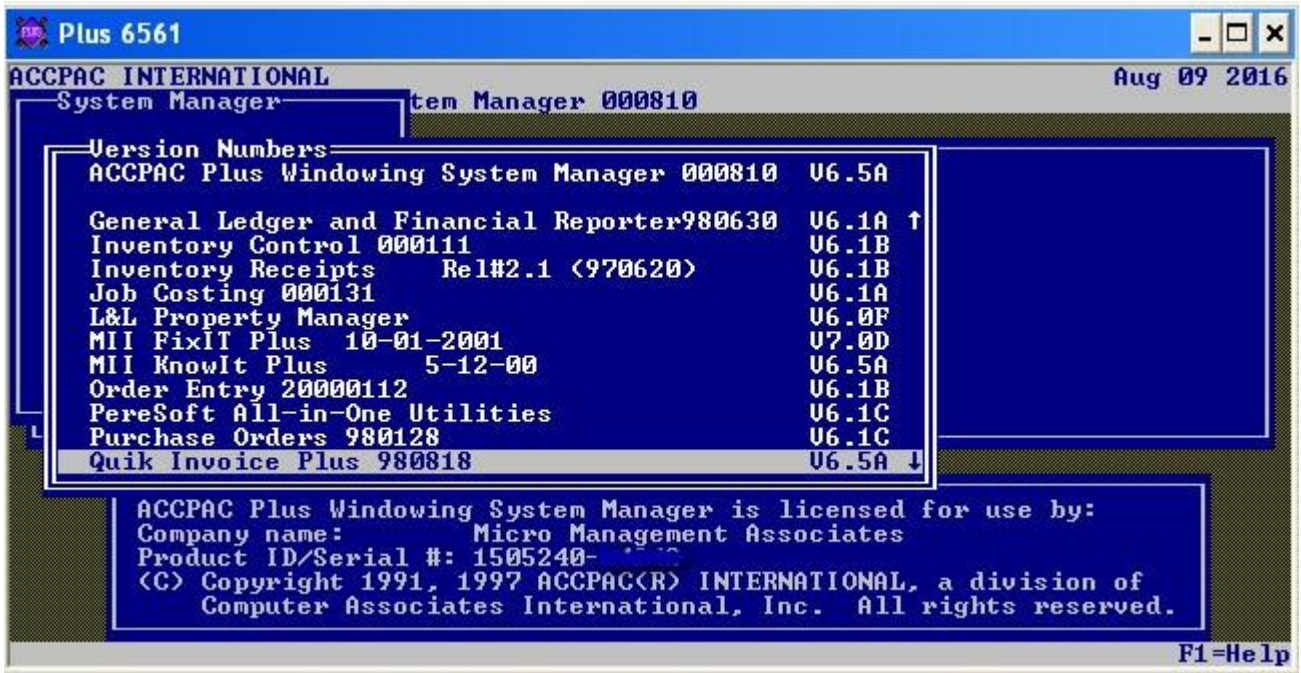 Plus 6561
ACCPAC INTERNATIONAL Aug 09 2016
System Manager tem Manager 000810
Version Numbers
ACCPAC Plus Windowing System Manager 000810 V6.5A
General Ledger and Financial Reporter980630 V6.1A ↑
Inventory Control 000111 V6.1B
Inventory Receipts Rel#2.1 (970620) V6.1B
Job Costing 000131 V6.1A
L&L Property Manager V6.0F
MII FixIT Plus 10-01-2001 V7.0D
MII KnowIt Plus 5-12-00 V6.5A
Order Entry 20000112 V6.1B
PereSoft All-in-One Utilities V6.1C
Purchase Orders 980128 V6.1C
Quik Invoice Plus 980818 V6.5A ↓
ACCPAC Plus Windowing System Manager is licensed for use by:
Company name: Micro Management Associates
Product ID/Serial #: 1505240-
(C) Copyright 1991, 1997 ACCPAC(R) INTERNATIONAL, a division of
Computer Associates International, Inc. All rights reserved.
F1=Help